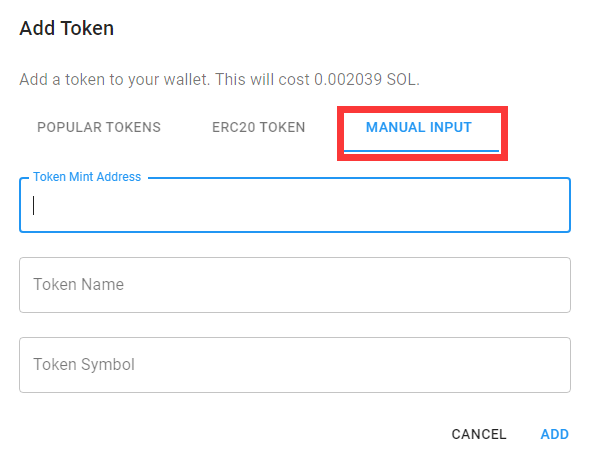 Add Token
Add a token to your wallet. This will cost 0.002039 SOL.
POPULAR TOKENS ERC20 TOKEN MANUAL INPUT
Token Mint Address
Token Name
Token Symbol
CANCEL ADD